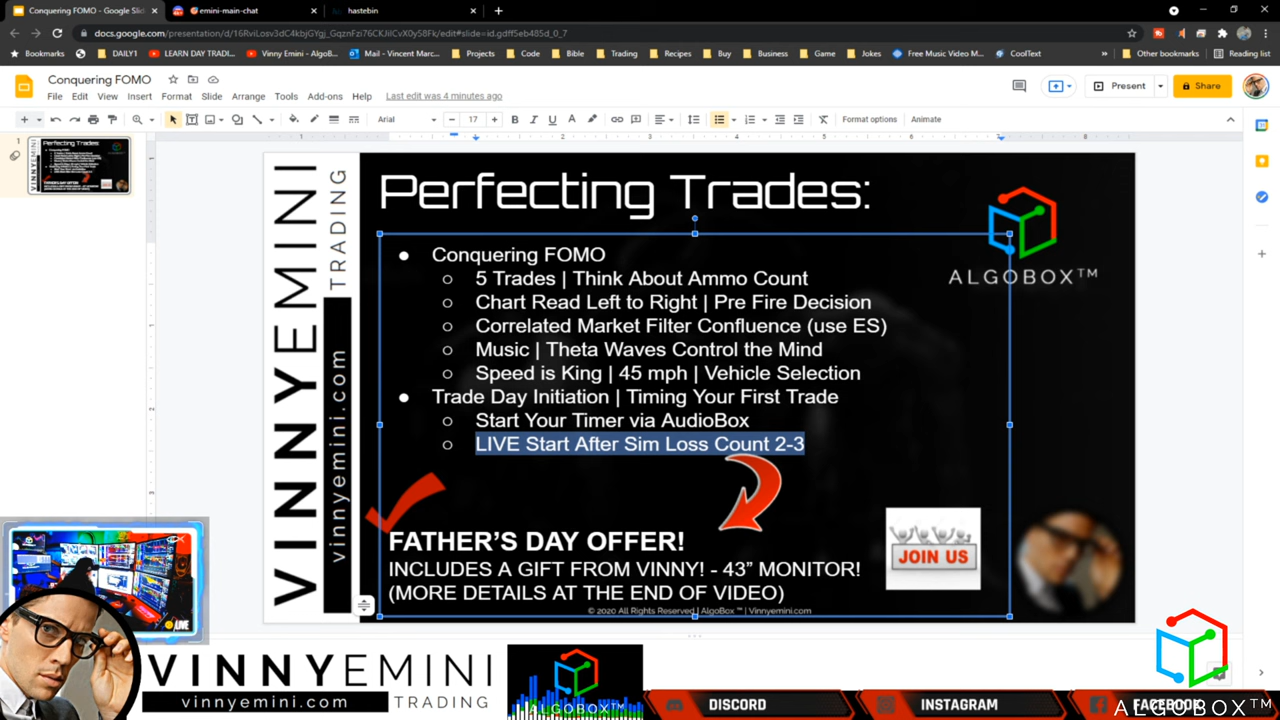 Conquering FOMO - Google Slid
emini-main-chat
hastebin
docs.google.com/presentation/d/16RviLosv3dC4kbjGYgj_GqznFzi76CKJilCvX0y58Fk/edit#slide=id.gdff5eb485d_0_7
Bookmarks
DAILY1
LEARN DAY TRADI...
Vinny Emini - AlgoB...
Mail - Vincent Marc...
Projects
Code
Bible
Trading
Recipes
Buy
Business
Game
Jokes
Free Music Video M...
CoolText
Other bookmarks
Reading list
Conquering FOMO
File Edit View Insert Format Slide Arrange Tools Add-ons Help Last edit was 4 minutes ago
Present
Share
Arial
17
Format options
Animate
1
VINNYEMINI
TRADING
vinnyemini.com
Perfecting Trades:
ALGOBOX™
● Conquering FOMO
○ 5 Trades | Think About Ammo Count
○ Chart Read Left to Right | Pre Fire Decision
○ Correlated Market Filter Confluence (use ES)
○ Music | Theta Waves Control the Mind
○ Speed is King | 45 mph | Vehicle Selection
● Trade Day Initiation | Timing Your First Trade
○ Start Your Timer via AudioBox
○ LIVE Start After Sim Loss Count 2-3
FATHER'S DAY OFFER!
INCLUDES A GIFT FROM VINNY! - 43” MONITOR!
(MORE DETAILS AT THE END OF VIDEO)
JOIN US
© 2020 All Rights Reserved | AlgoBox ™ | Vinnyemini.com
LIVE
VINNYEMINI
vinnyemini.com
TRADING
ALGOBOX™
DISCORD
INSTAGRAM
FACEBOOK
ALGOBOX™